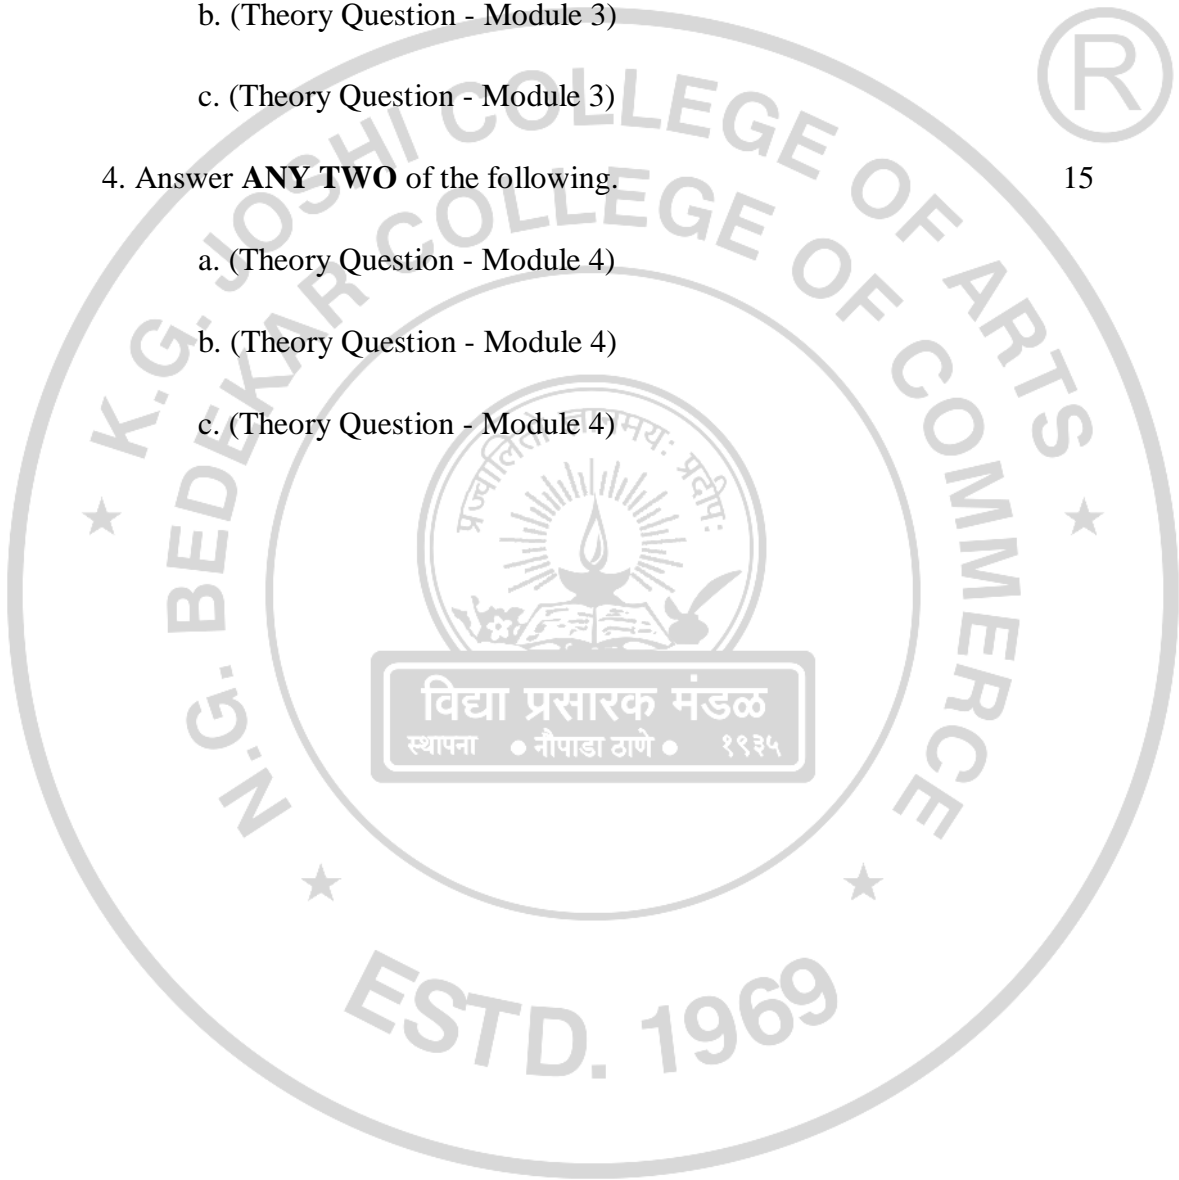 b. (Theory Question - Module 3)
c. (Theory Question - Module 3)
4. Answer ANY TWO of the following. 15
a. (Theory Question - Module 4)
b. (Theory Question - Module 4)
c. (Theory Question - Module 4)
R
K.G. JOSHI COLLEGE OF ARTS
N.G. BEDEKAR COLLEGE OF COMMERCE
प्रदीपः
विद्या प्रसारक मंडळ
स्थापना ● नौपाडा ठाणे ● १९३५
ESTD. 1969